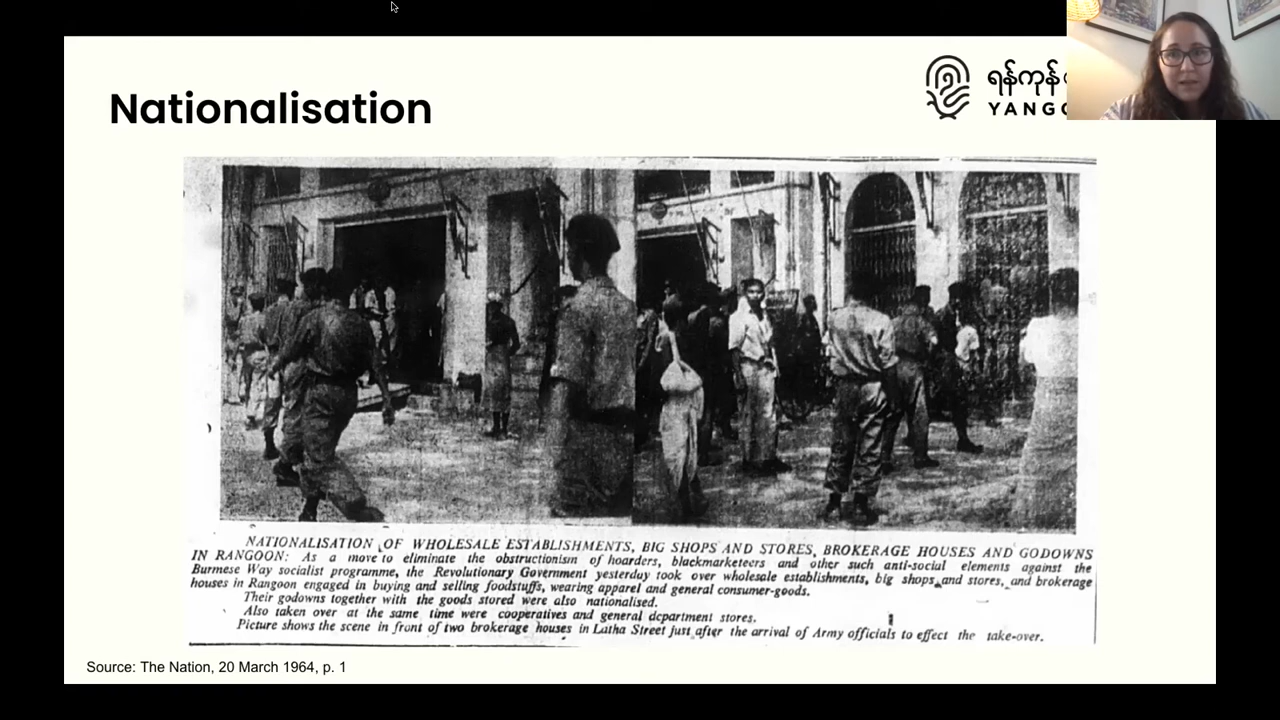 Nationalisation
ရန်ကုန်
YANG
NATIONALISATION OF WHOLESALE ESTABLISHMENTS, BIG SHOPS AND STORES, BROKERAGE HOUSES AND GODOWNS
IN RANGOON: As a move to eliminate the obstructionism of hoarders, blackmarketeers and other such anti-social elements against the
Burmese Way socialist programme, the Revolutionary Government yesterday took over wholesale establishments, big shops and stores, and brokerage
houses in Rangoon engaged in buying and selling foodstuffs, wearing apparel and general consumer-goods.
Their godowns together with the goods stored were also nationalised.
Also taken over at the same time were cooperatives and general department stores.
Picture shows the scene in front of two brokerage houses in Latha Street just after the arrival of Army officials to effect the take-over.
Source: The Nation, 20 March 1964, p. 1